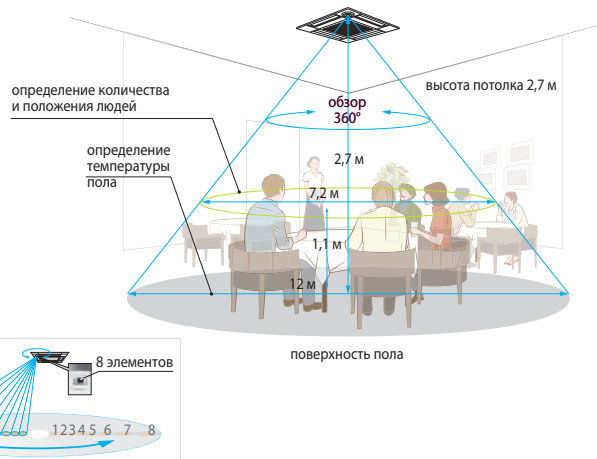 высота потолка 2,7 м
определение количества
и положения людей
обзор
360°
определение
температуры
пола
2,7 м
7,2 м
1,1 м
12 м
поверхность пола
8 элементов
1 2 3 4 5 6 7 8